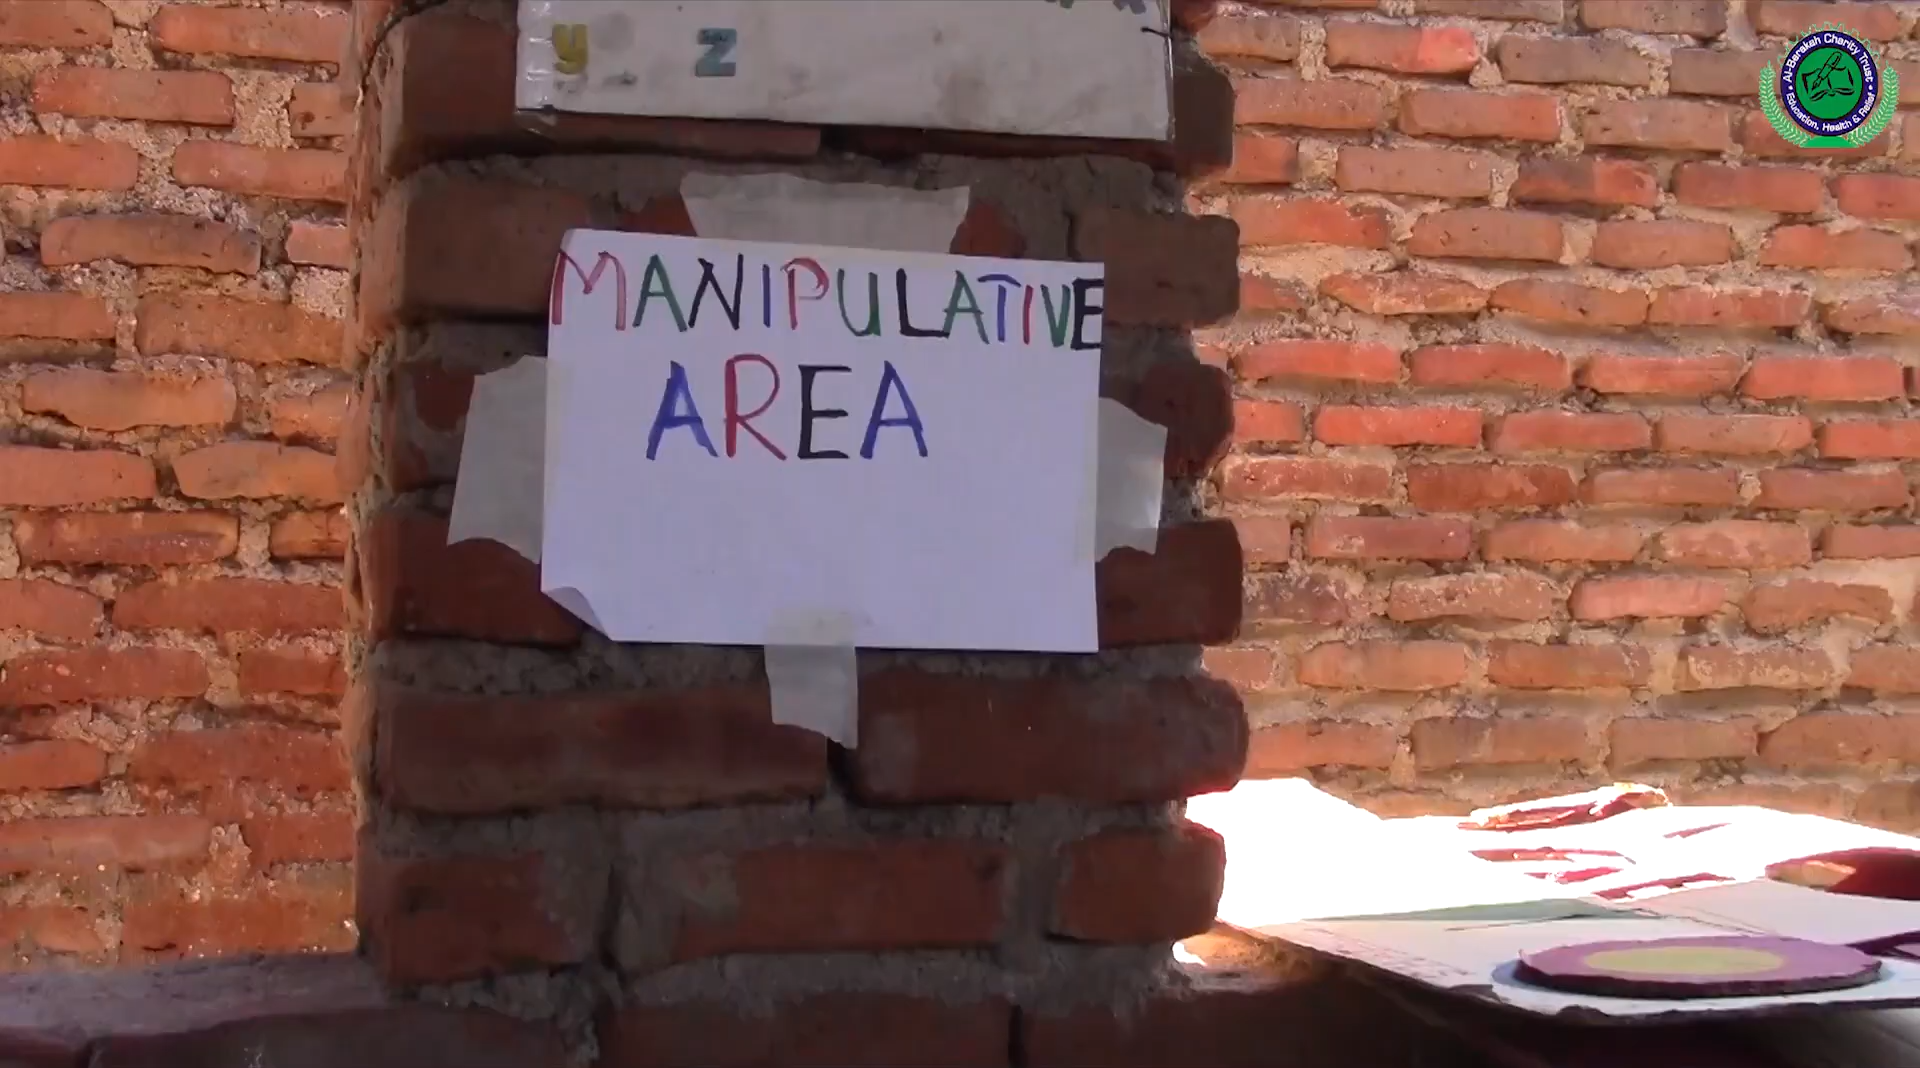 y z
MANIPULATIVE
AREA
Al-Barakah Charity Trust
Education, Health & Relief